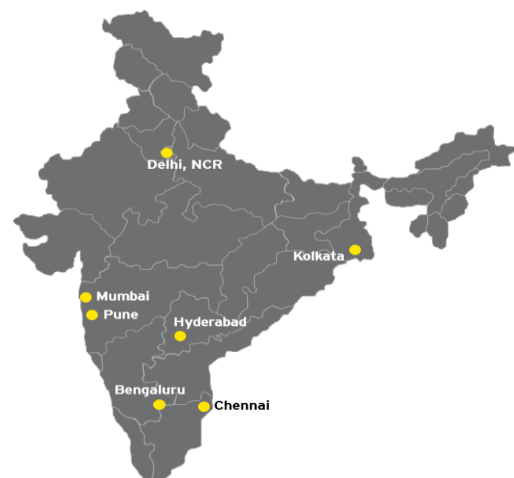 Delhi, NCR
Kolkata
Mumbai
Pune
Hyderabad
Bengaluru
Chennai